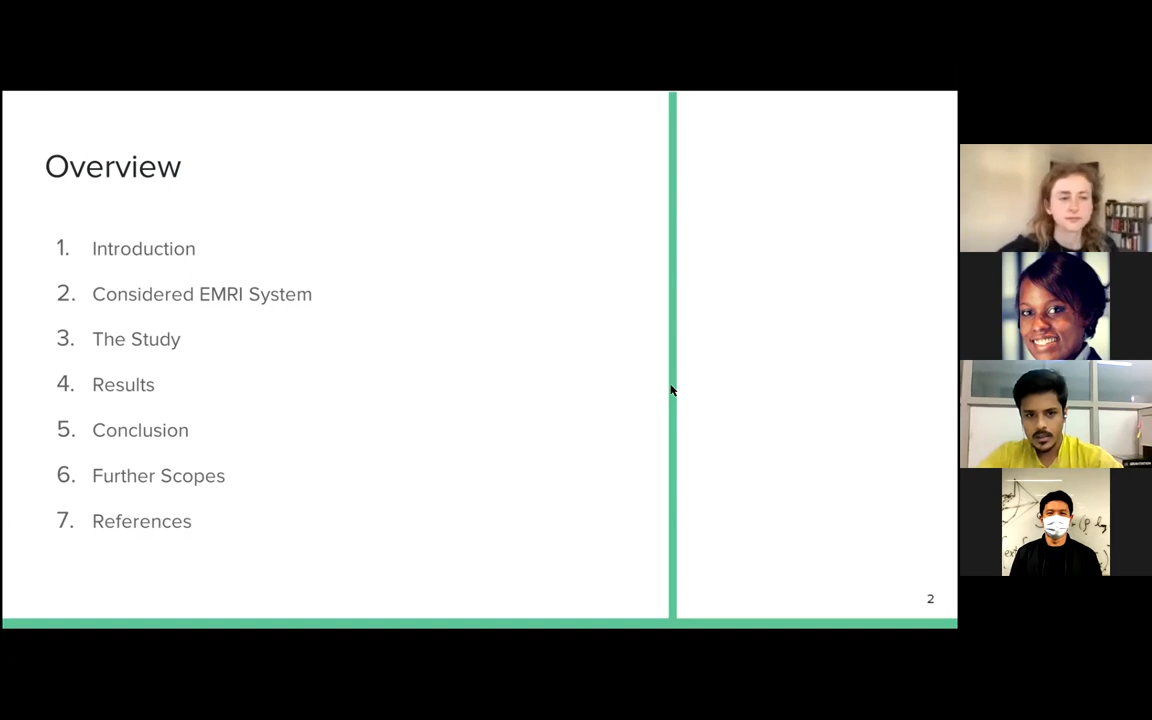 Overview
1. Introduction
2. Considered EMRI System
3. The Study
4. Results
5. Conclusion
6. Further Scopes
7. References
2